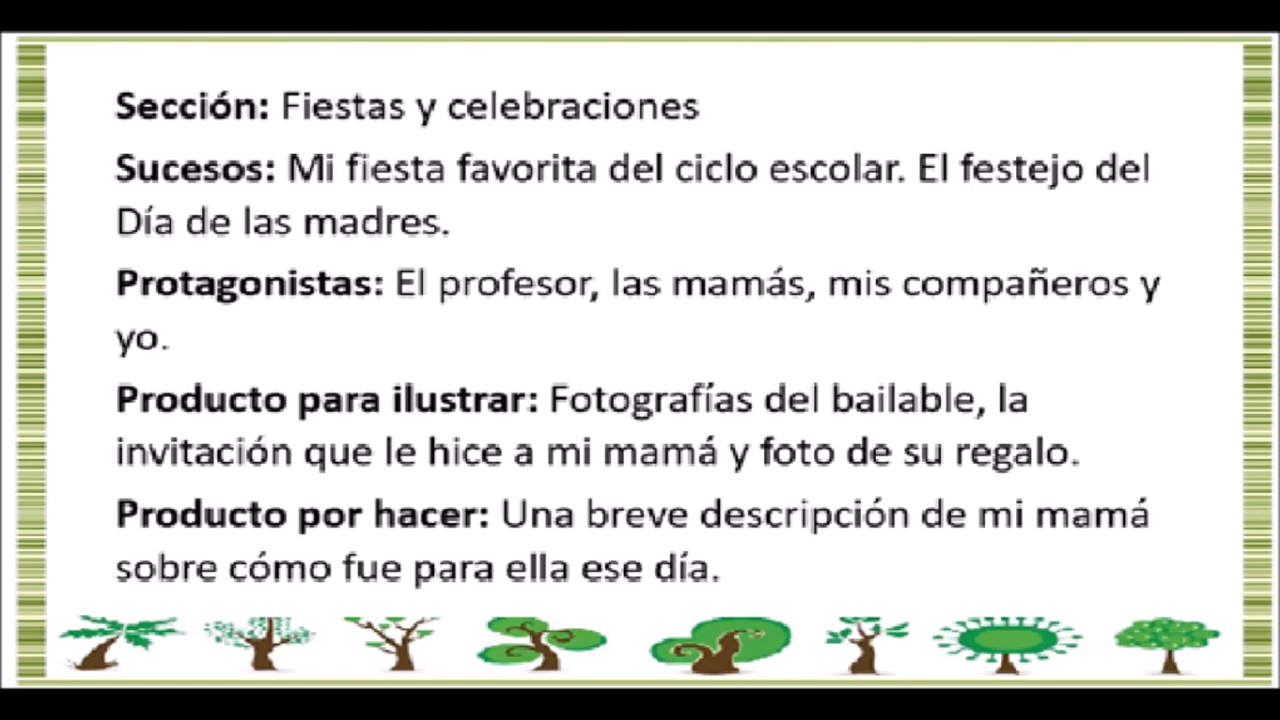 Sección: Fiestas y celebraciones
Sucesos: Mi fiesta favorita del ciclo escolar. El festejo del
Día de las madres.
Protagonistas: El profesor, las mamás, mis compañeros y
yo.
Producto para ilustrar: Fotografías del bailable, la
invitación que le hice a mi mamá y foto de su regalo.
Producto por hacer: Una breve descripción de mi mamá
sobre cómo fue para ella ese día.